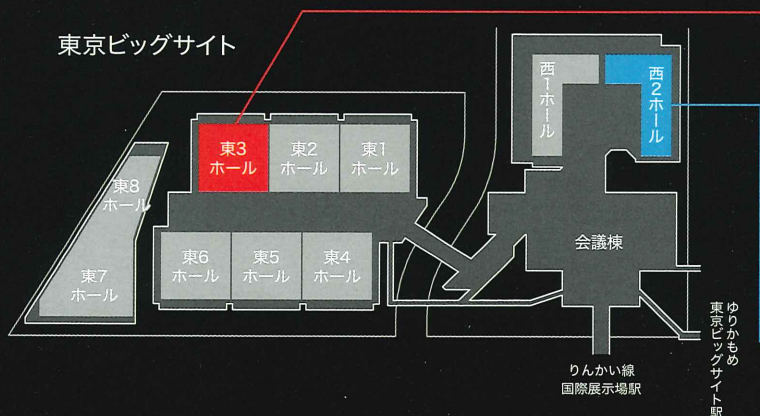 東京ビッグサイト
西1ホール
西2ホール
東3
ホール
東2
ホール
東1
ホール
東8
ホール
東7
ホール
東6
ホール
東5
ホール
東4
ホール
会議棟
りんかい線
国際展示場駅
ゆりかもめ
東京ビッグサイト駅